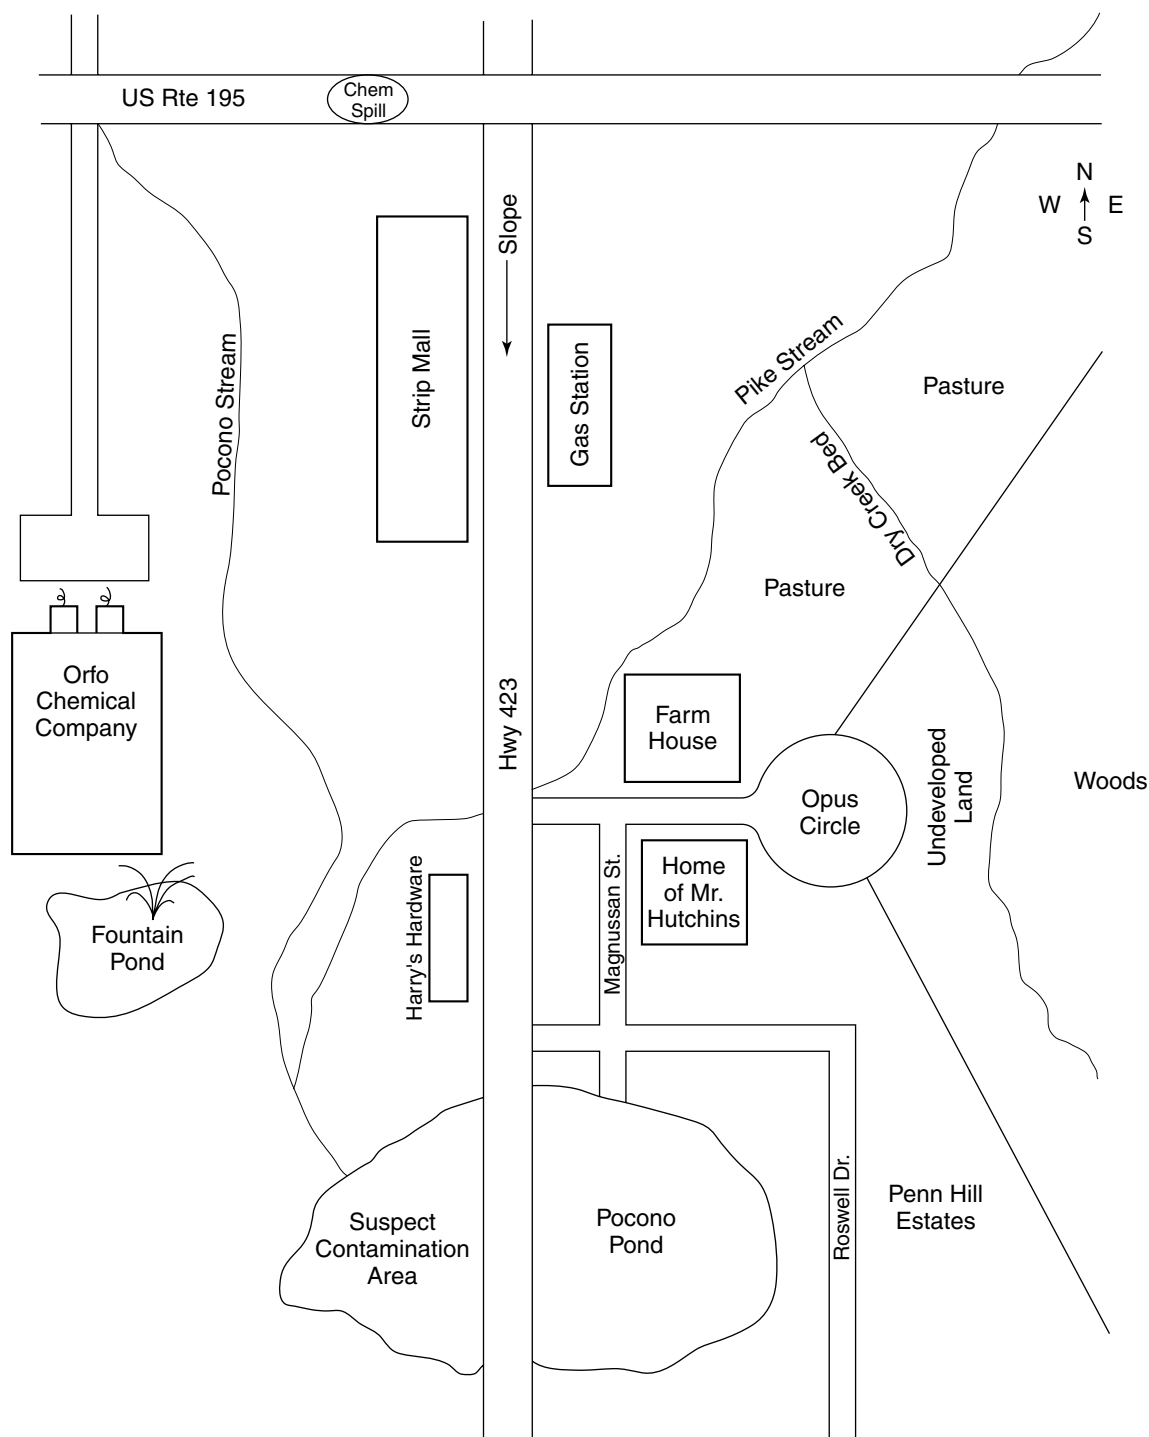 US Rte 195
Chem
Spill
N
W E
S
Slope
Strip Mall
Gas Station
Pocono Stream
Pike Stream
Pasture
Dry Creek Bed
Pasture
Orfo
Chemical
Company
Hwy 423
Farm
House
Opus
Circle
Undeveloped
Land
Woods
Harry's Hardware
Magnussan St.
Home
of Mr.
Hutchins
Fountain
Pond
Suspect
Contamination
Area
Pocono
Pond
Roswell Dr.
Penn Hill
Estates